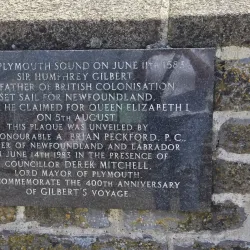 PLYMOUTH SOUND ON JUNE 11TH 1583
SIR HUMPHREY GILBERT
FATHER OF BRITISH COLONISATION
SET SAIL FOR NEWFOUNDLAND,
HE CLAIMED FOR QUEEN ELIZABETH I
ON 5TH AUGUST.
THIS PLAQUE WAS UNVEILED BY
HONOURABLE A. BRIAN PECKFORD, P.C.
OF NEWFOUNDLAND AND LABRADOR
JUNE 14TH 1983 IN THE PRESENCE OF
COUNCILLOR DEREK MITCHELL,
LORD MAYOR OF PLYMOUTH
COMMEMORATE THE 400TH ANNIVERSARY
OF GILBERT'S VOYAGE.